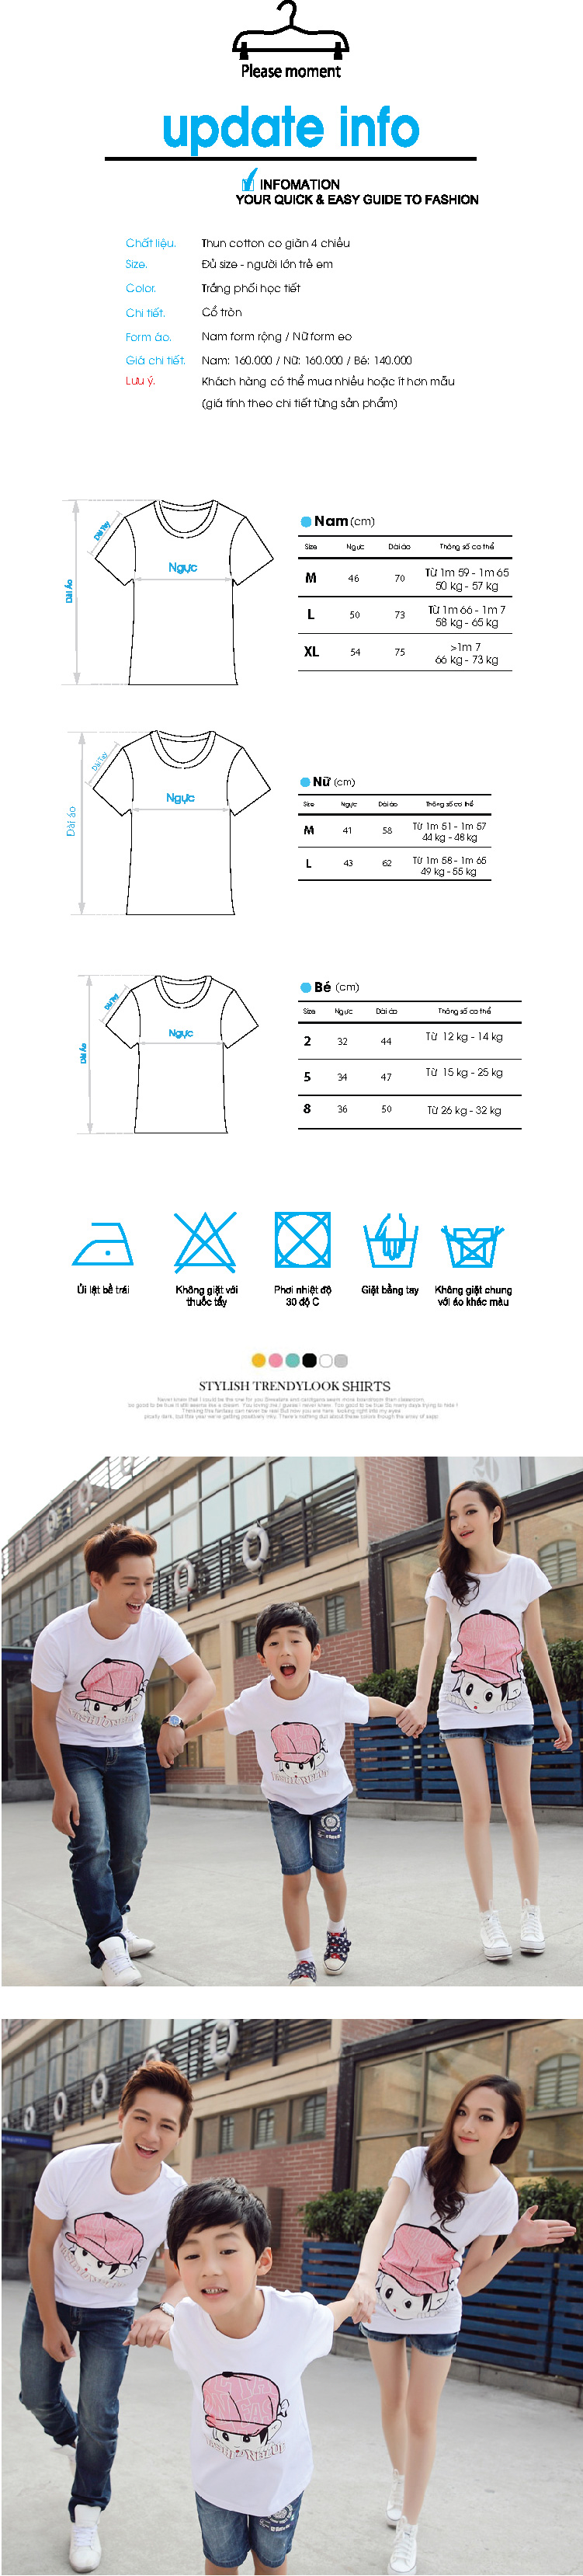 Please moment
update info
INFOMATION
YOUR QUICK & EASY GUIDE TO FASHION
Chất liệu. Thun cotton co giãn 4 chiều
Size. Đủ size - người lớn trẻ em
Color. Trắng phối học tiết
Chi tiết. Cổ tròn
Form áo. Nam form rộng / Nữ form eo
Giá chi tiết. Nam: 160.000 / Nữ: 160.000 / Bé: 140.000
Lưu ý. Khách hàng có thể mua nhiều hoặc ít hơn mẫu
(giá tính theo chi tiết từng sản phẩm)
Dài Tay
Ngực
Dài Áo
Nam (cm)
Size Ngực Dài áo Thông số cơ thể
M 46 70 Từ 1m 59 - 1m 65
50 kg - 57 kg
L 50 73 Từ 1m 66 - 1m 7
58 kg - 65 kg
XL 54 75 >1m 7
66 kg - 73 kg
Dài Tay
Ngực
Dài áo
Nữ (cm)
Size Ngực Dài áo Thông số cơ thể
M 41 58 Từ 1m 51 - 1m 57
44 kg - 48 kg
L 43 62 Từ 1m 58 - 1m 65
49 kg - 55 kg
Dài Tay
Ngực
Dài Áo
Bé (cm)
Size Ngực Dài áo Thông số cơ thể
2 32 44 Từ 12 kg - 14 kg
5 34 47 Từ 15 kg - 25 kg
8 36 50 Từ 26 kg - 32 kg
Ủi lật bề trái
Không giặt với
thuốc tẩy
Phơi nhiệt độ
30 độ C
Giặt bằng tay
Không giặt chung
với áo khác màu
STYLISH TRENDYLOOK SHIRTS